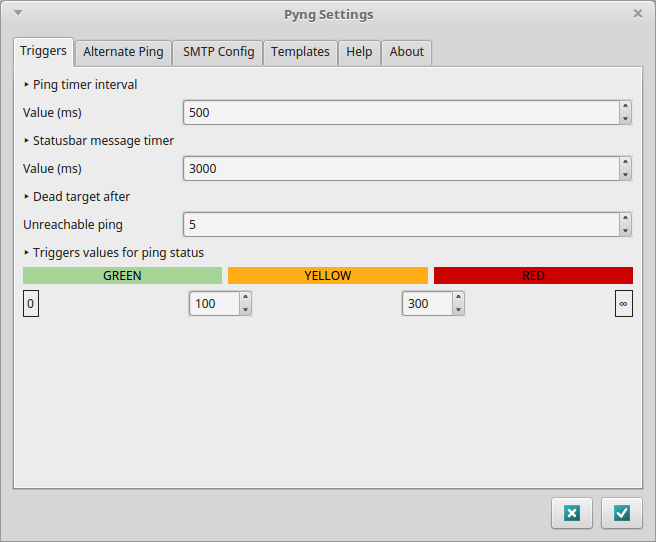 Pyng Settings
Triggers Alternate Ping SMTP Config Templates Help About
Ping timer interval
Value (ms) 500
Statusbar message timer
Value (ms) 3000
Dead target after
Unreachable ping 5
Triggers values for ping status
GREEN YELLOW RED
0 100 300 ∞